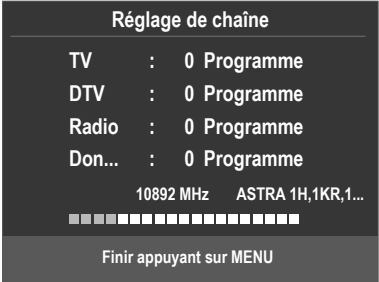 Réglage de chaîne
TV : 0 Programme
DTV : 0 Programme
Radio : 0 Programme
Don... : 0 Programme
10892 MHz ASTRA 1H,1KR,1...
Finir appuyant sur MENU